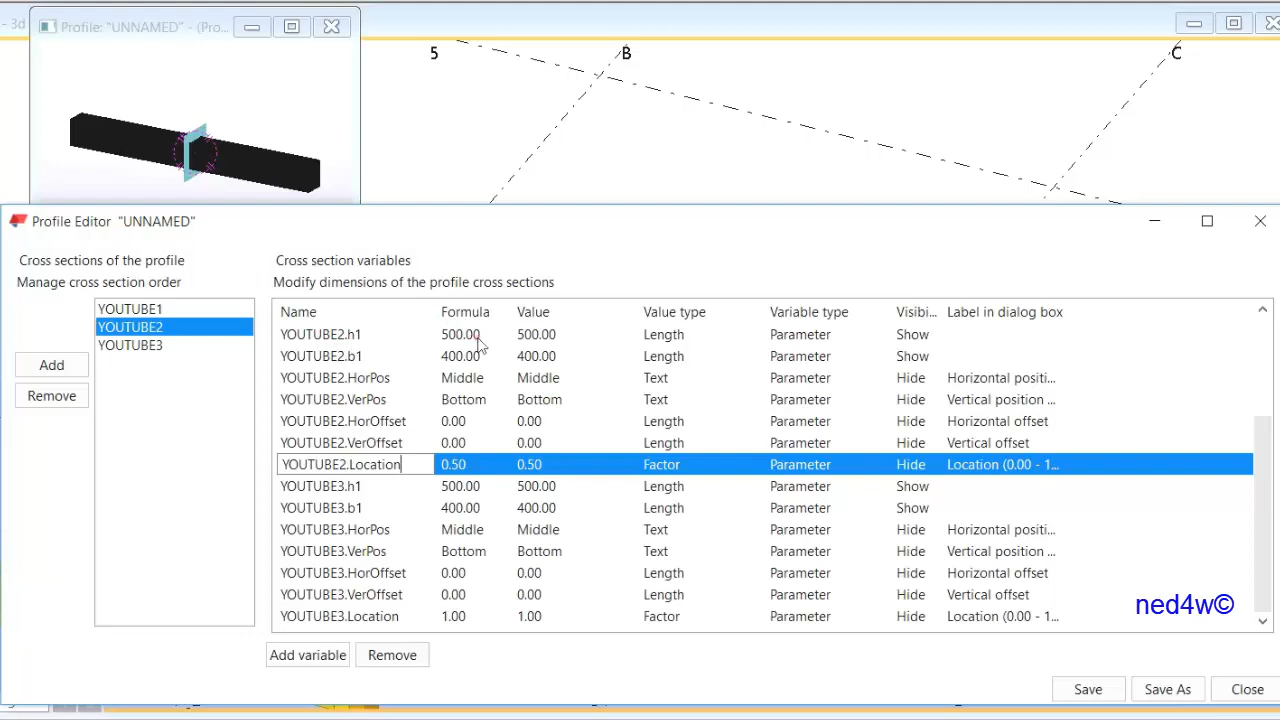 - 3d
Profile: "UNNAMED" - (Pro...
5
B
C
Profile Editor "UNNAMED"
Cross sections of the profile
Manage cross section order
YOUTUBE1
YOUTUBE2
YOUTUBE3
Add
Remove
Cross section variables
Modify dimensions of the profile cross sections
Name Formula Value Value type Variable type Visibi... Label in dialog box
YOUTUBE2.h1 500.00 500.00 Length Parameter Show
YOUTUBE2.b1 400.00 400.00 Length Parameter Show
YOUTUBE2.HorPos Middle Middle Text Parameter Hide Horizontal positi...
YOUTUBE2.VerPos Bottom Bottom Text Parameter Hide Vertical position ...
YOUTUBE2.HorOffset 0.00 0.00 Length Parameter Hide Horizontal offset
YOUTUBE2.VerOffset 0.00 0.00 Length Parameter Hide Vertical offset
YOUTUBE2.Location 0.50 0.50 Factor Parameter Hide Location (0.00 - 1...
YOUTUBE3.h1 500.00 500.00 Length Parameter Show
YOUTUBE3.b1 400.00 400.00 Length Parameter Show
YOUTUBE3.HorPos Middle Middle Text Parameter Hide Horizontal positi...
YOUTUBE3.VerPos Bottom Bottom Text Parameter Hide Vertical position ...
YOUTUBE3.HorOffset 0.00 0.00 Length Parameter Hide Horizontal offset
YOUTUBE3.VerOffset 0.00 0.00 Length Parameter Hide Vertical offset
YOUTUBE3.Location 1.00 1.00 Factor Parameter Hide Location (0.00 - 1...
ned4w©
Add variable
Remove
Save
Save As
Close